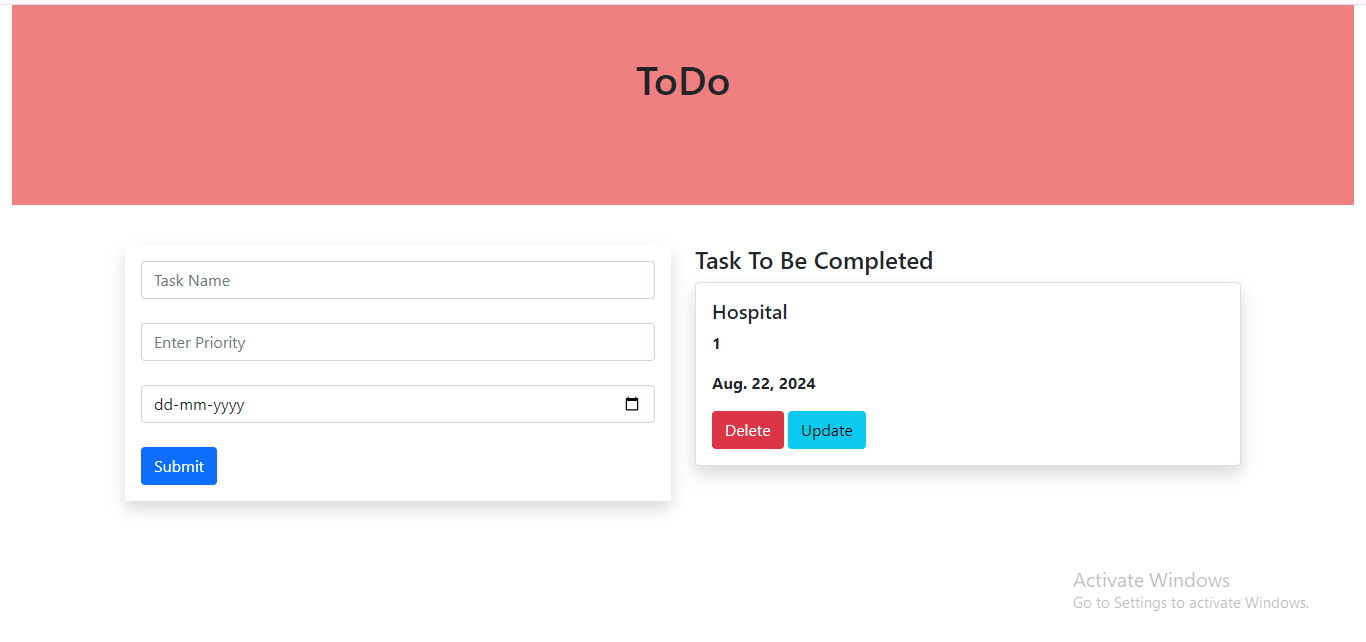 ToDo
Task Name
Enter Priority
dd-mm-yyyy
Submit
Task To Be Completed
Hospital
1
Aug. 22, 2024
Delete Update
Activate Windows
Go to Settings to activate Windows.